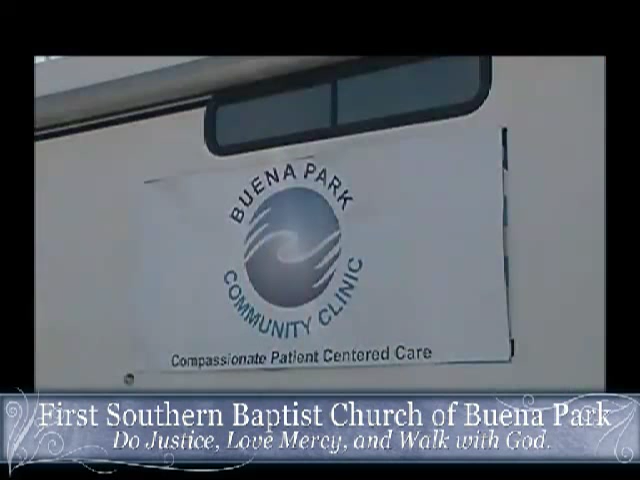 BUENA PARK
COMMUNITY CLINIC
Compassionate Patient Centered Care
First Southern Baptist Church of Buena Park
Do Justice, Love Mercy, and Walk with God.